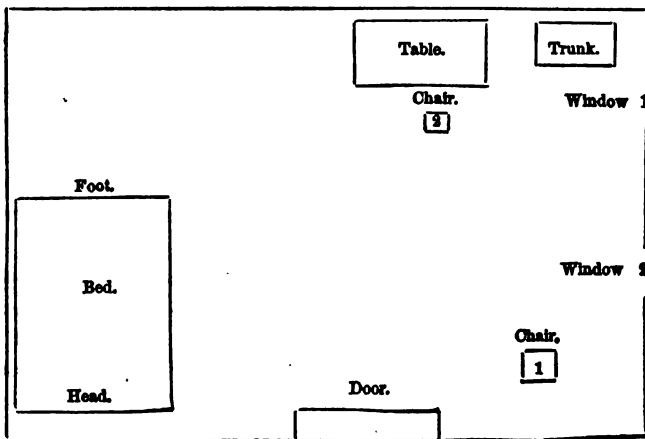 Table. Trunk.
Chair. Window 1
2
Foot.
Window 2
Bed.
Chair.
1
Head. Door.